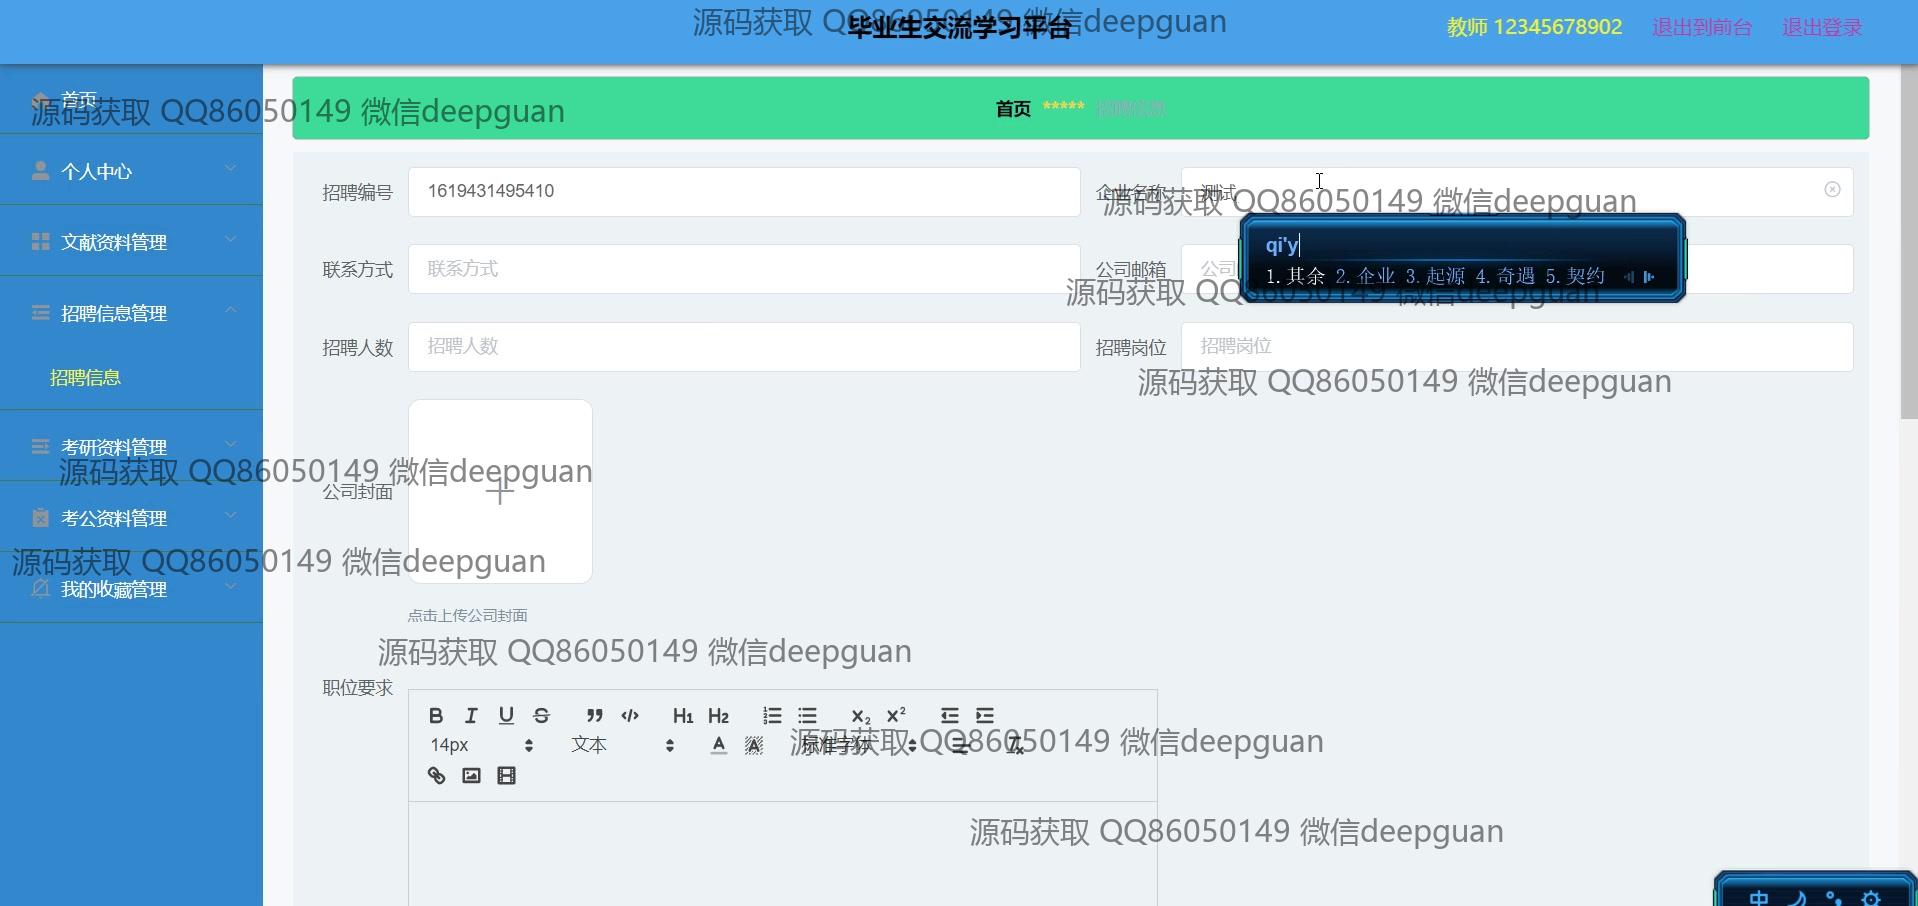 源码获取 QQ86050149 微信deepguan
毕业生交流学习平台
教师 12345678902 退出到前台 退出登录
首页
源码获取 QQ86050149 微信deepguan
首页 ***** 招聘信息
个人中心
文献资料管理
招聘信息管理
招聘信息
考研资料管理
源码获取 QQ86050149 微信deepguan
考公资料管理
源码获取 QQ86050149 微信deepguan
我的收藏管理
招聘编号 1619431495410
企业名称 测试
源码获取 QQ86050149 微信deepguan
qi'y
1.其余 2.企业 3.起源 4.奇遇 5.契约
联系方式 联系方式
公司邮箱 公司
源码获取 QQ86050149 微信deepguan
招聘人数 招聘人数
招聘岗位 招聘岗位
源码获取 QQ86050149 微信deepguan
公司封面
点击上传公司封面
源码获取 QQ86050149 微信deepguan
职位要求
B I U S H1 H2 X2 X2
14px 文本 A A 标准字体
源码获取 QQ86050149 微信deepguan
源码获取 QQ86050149 微信deepguan
中